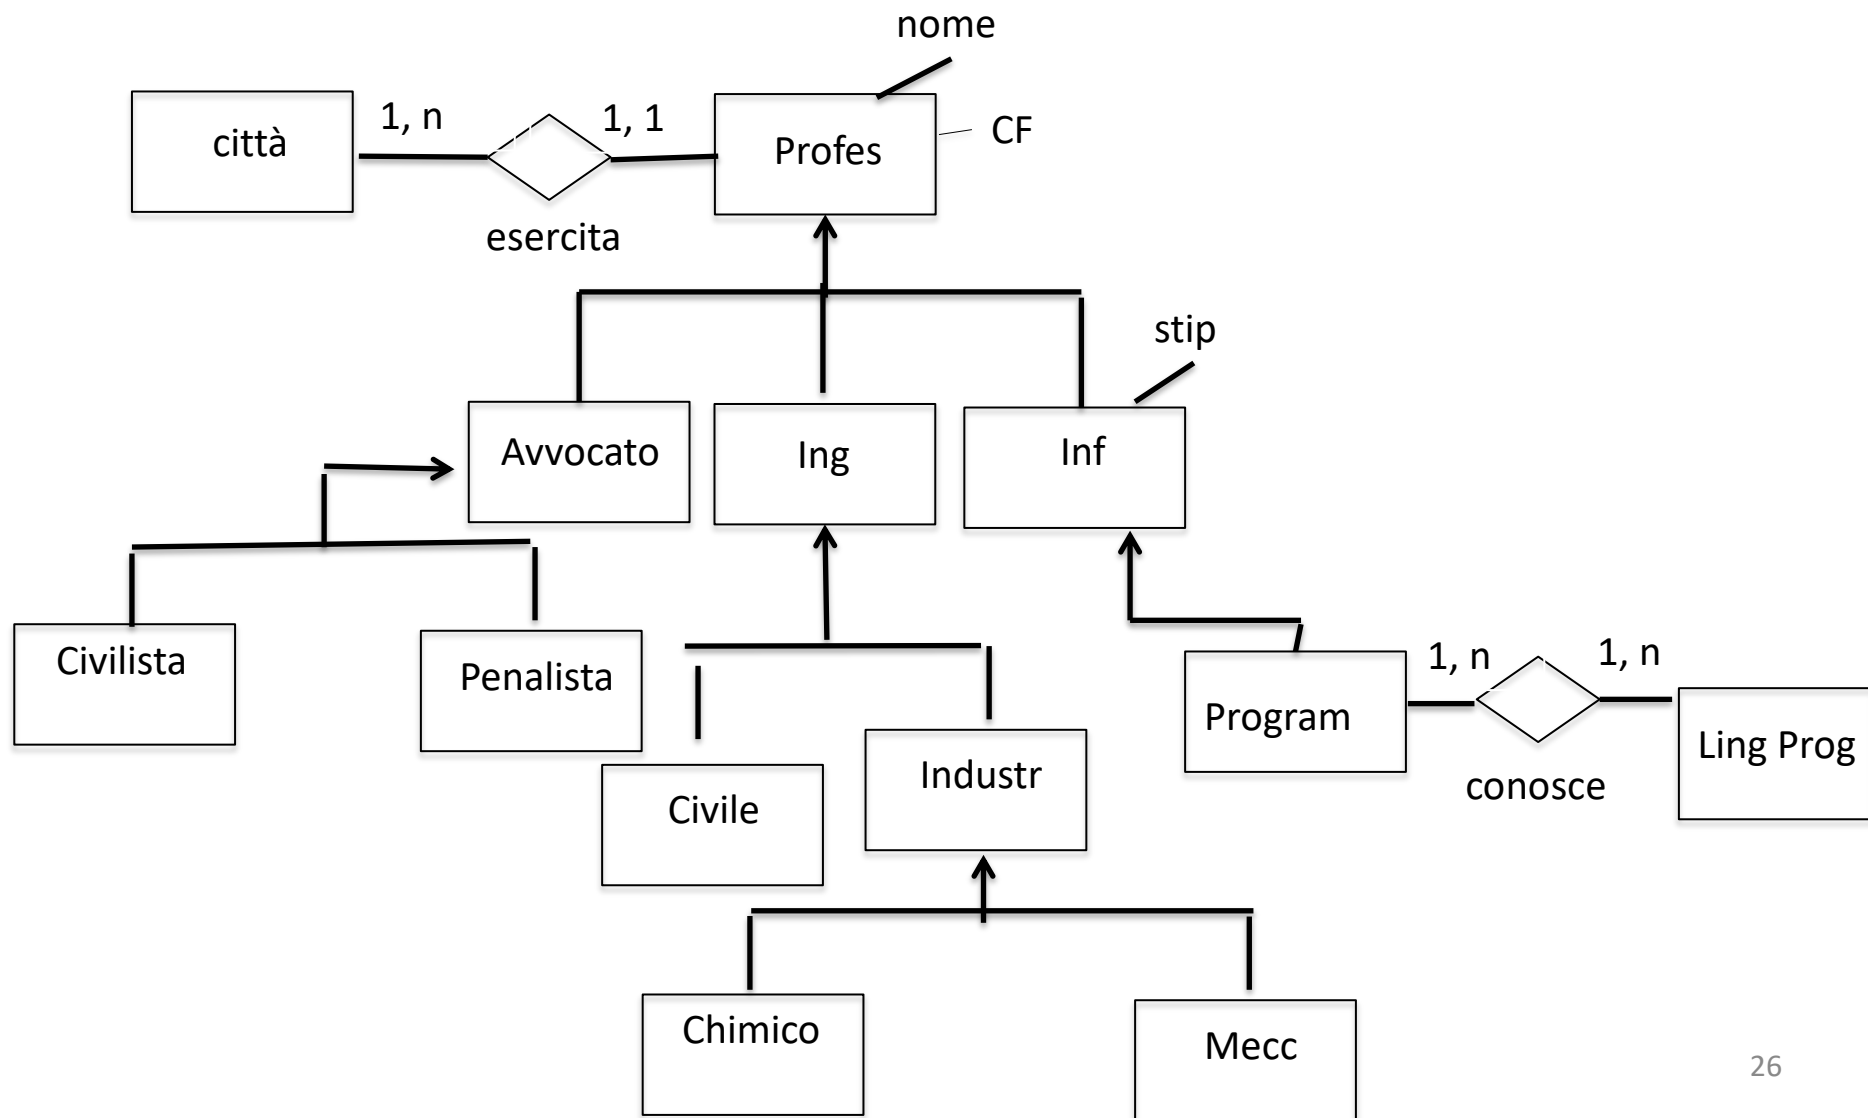 nome
città
1, n
1, 1
Profes
CF
esercita
stip
Avvocato
Ing
Inf
Civilista
Penalista
Civile
Industr
Program
1, n
1, n
Ling Prog
conosce
Chimico
Mecc
26